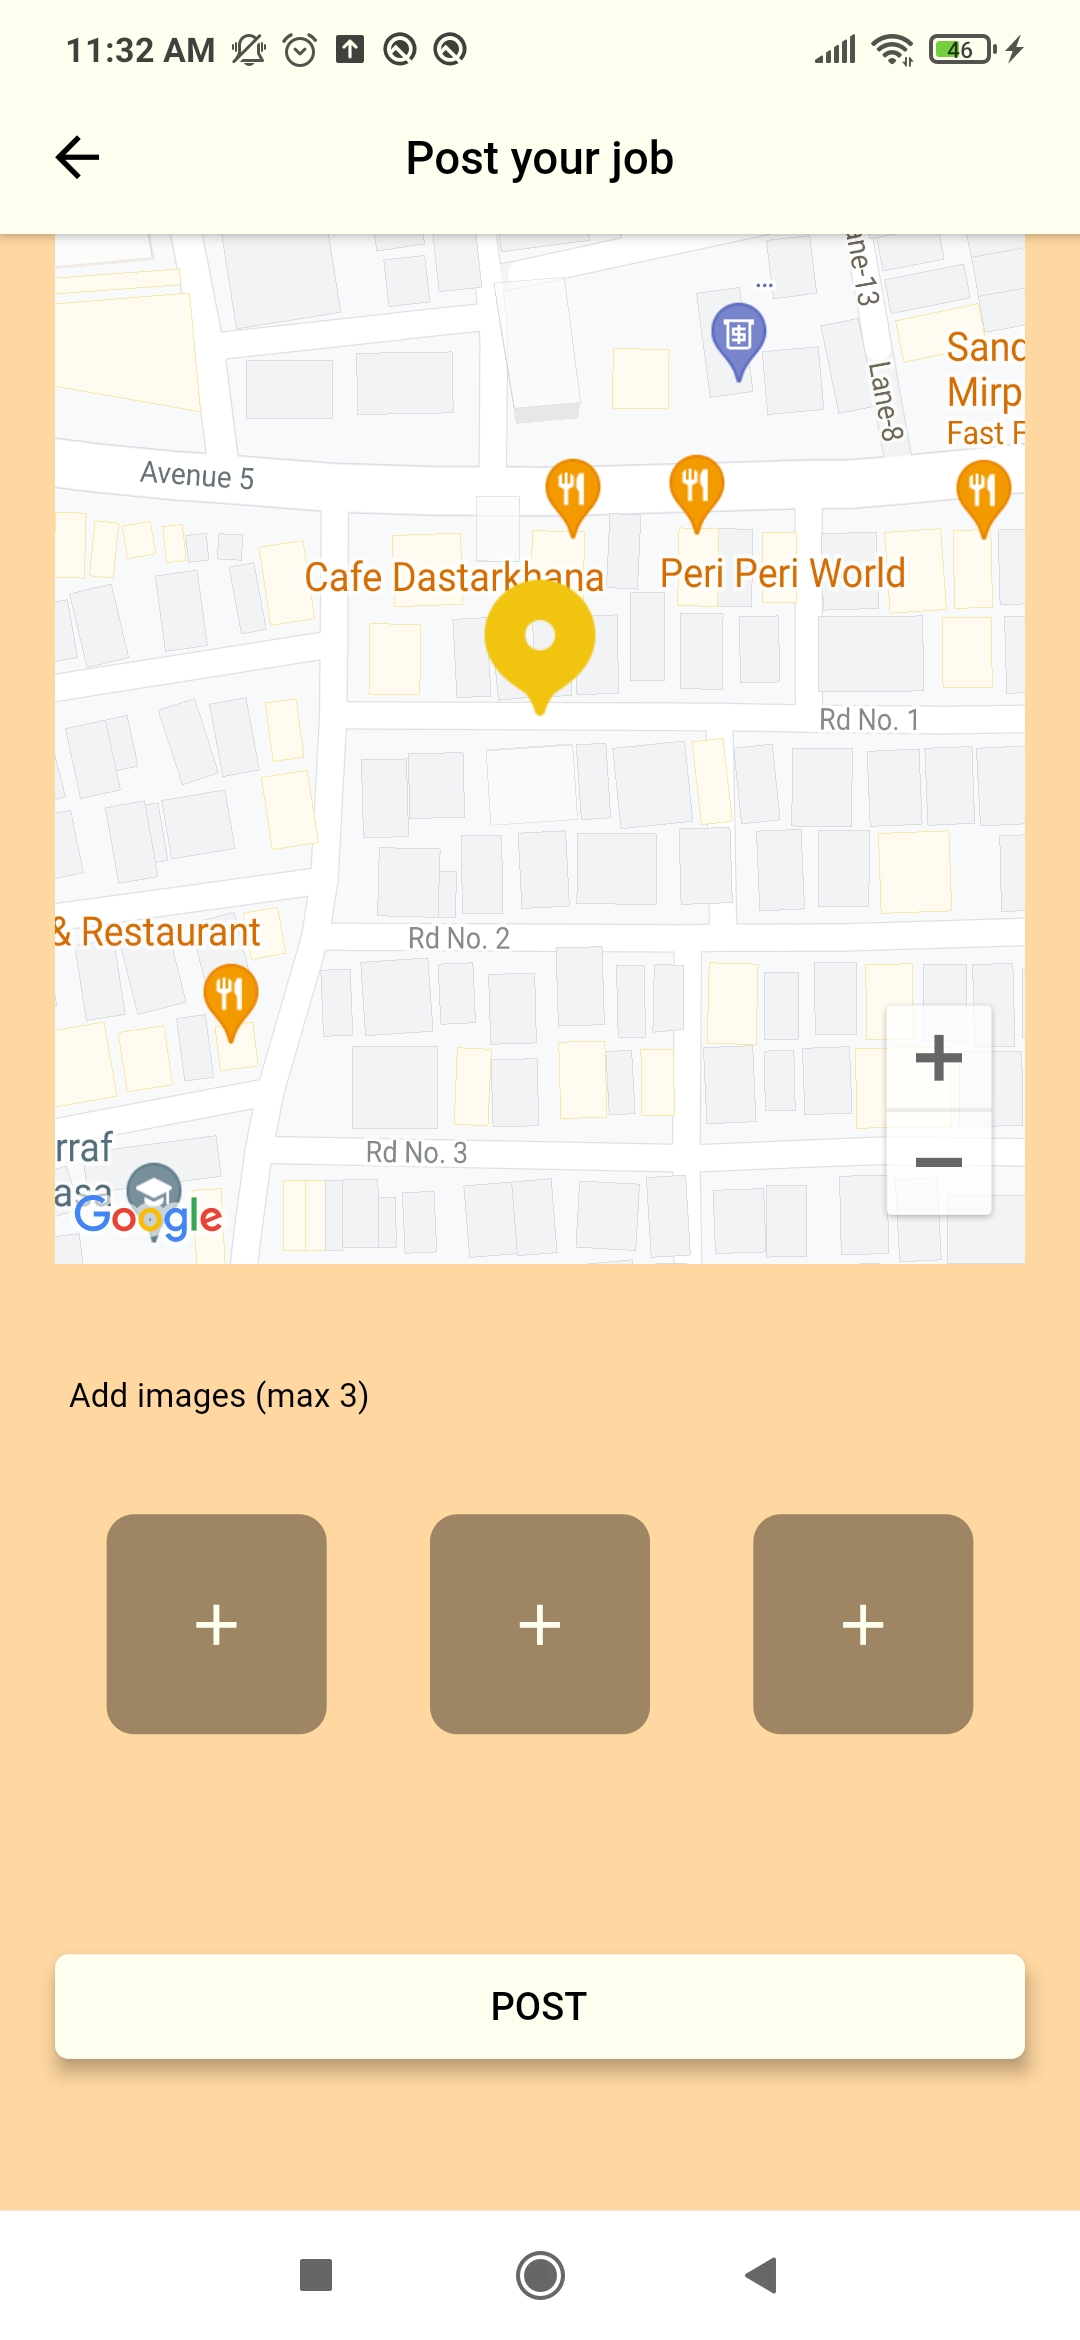 11:32 AM
46
Post your job
...
ane-13
Lane-8
Sand
Mirp
Fast F
Avenue 5
Cafe Dastarkhana
Peri Peri World
Rd No. 1
& Restaurant
Rd No. 2
Rd No. 3
rraf
asa
Google
Add images (max 3)
POST